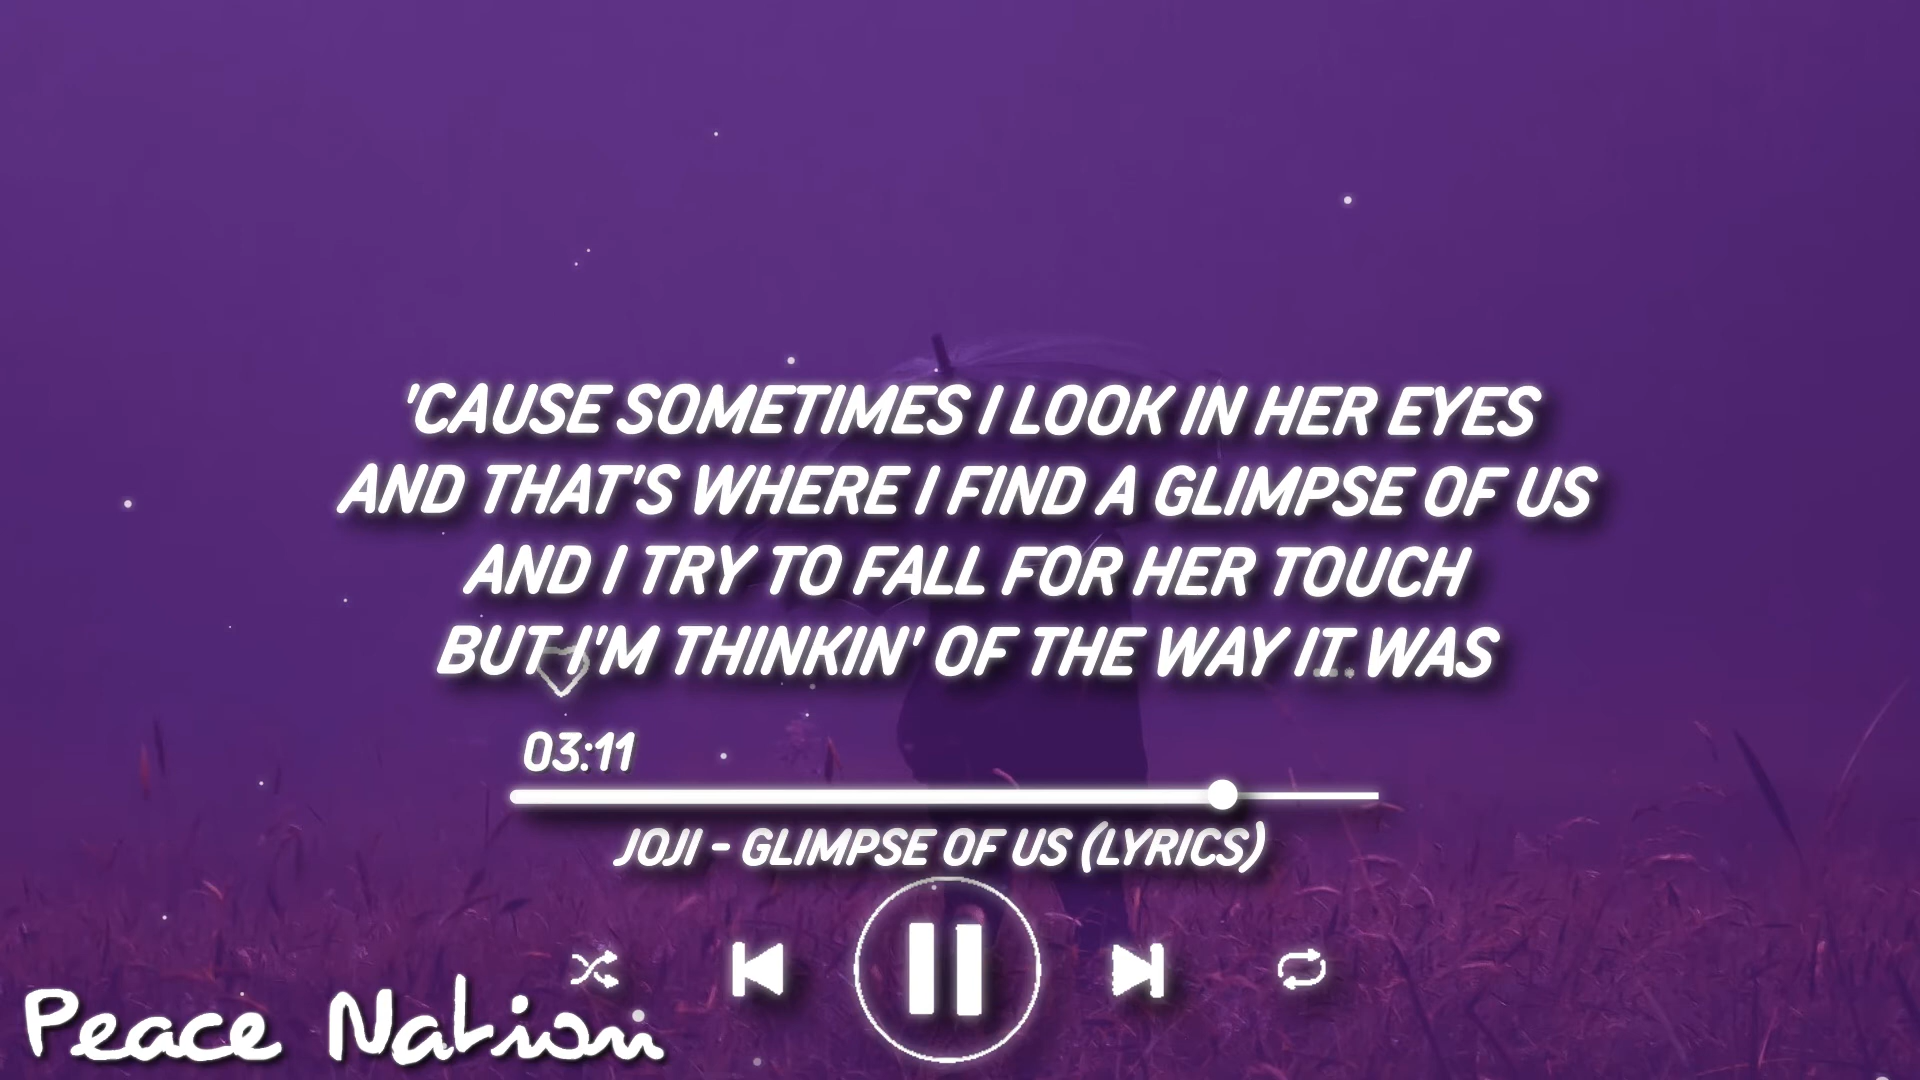 'CAUSE SOMETIMES I LOOK IN HER EYES
AND THAT'S WHERE I FIND A GLIMPSE OF US
AND I TRY TO FALL FOR HER TOUCH
BUT I'M THINKIN' OF THE WAY IT WAS
03:11
JOJI - GLIMPSE OF US (LYRICS)
Peace Nation